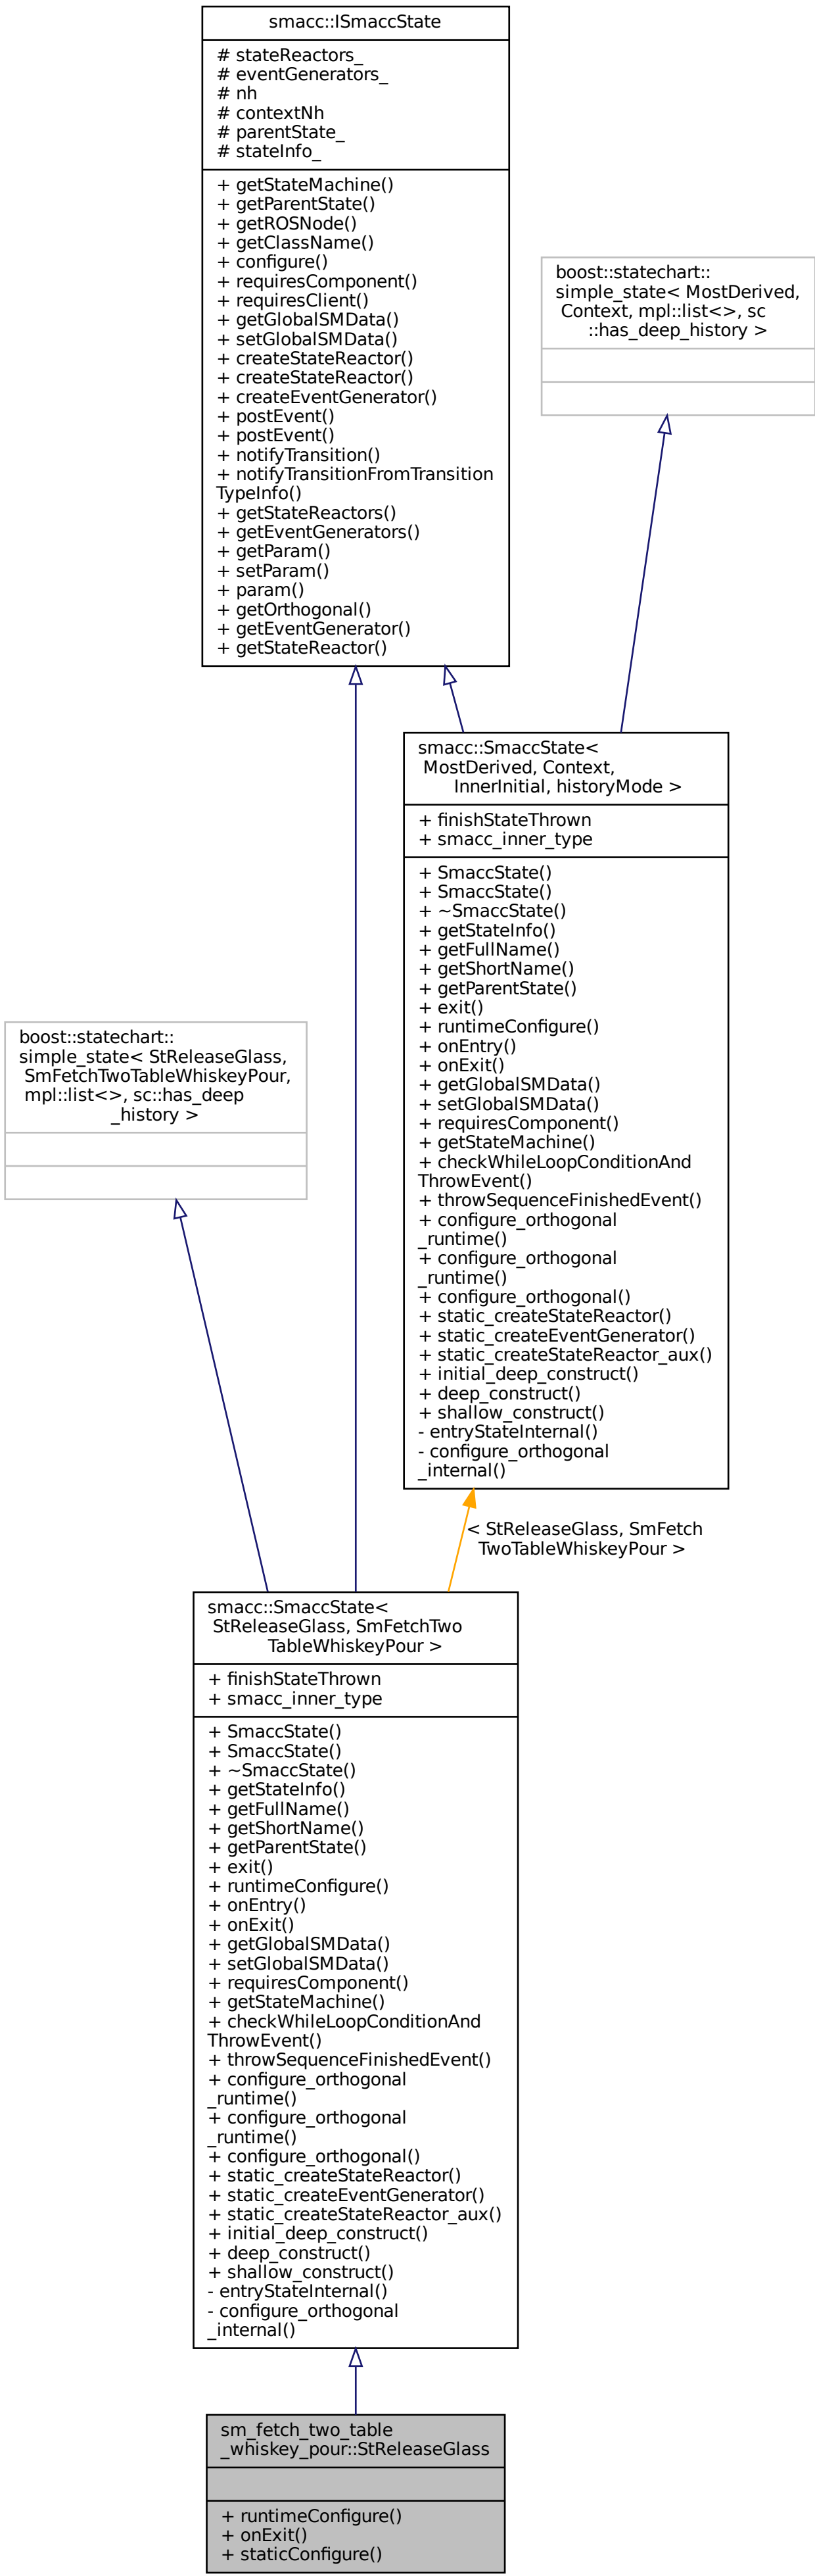 smacc::ISmaccState
# stateReactors_
# eventGenerators_
# nh
# contextNh
# parentState_
# stateInfo_
+ getStateMachine()
+ getParentState()
+ getROSNode()
+ getClassName()
+ configure()
+ requiresComponent()
+ requiresClient()
+ getGlobalSMData()
+ setGlobalSMData()
+ createStateReactor()
+ createStateReactor()
+ createEventGenerator()
+ postEvent()
+ postEvent()
+ notifyTransition()
+ notifyTransitionFromTransition
TypeInfo()
+ getStateReactors()
+ getEventGenerators()
+ getParam()
+ setParam()
+ param()
+ getOrthogonal()
+ getEventGenerator()
+ getStateReactor()
boost::statechart::
simple_state< MostDerived,
Context, mpl::list<>, sc
::has_deep_history >
smacc::SmaccState<
MostDerived, Context,
InnerInitial, historyMode >
+ finishStateThrown
+ smacc_inner_type
+ SmaccState()
+ SmaccState()
+ ~SmaccState()
+ getStateInfo()
+ getFullName()
+ getShortName()
+ getParentState()
+ exit()
+ runtimeConfigure()
+ onEntry()
+ onExit()
+ getGlobalSMData()
+ setGlobalSMData()
+ requiresComponent()
+ getStateMachine()
+ checkWhileLoopConditionAnd
ThrowEvent()
+ throwSequenceFinishedEvent()
+ configure_orthogonal
_runtime()
+ configure_orthogonal
_runtime()
+ configure_orthogonal()
+ static_createStateReactor()
+ static_createEventGenerator()
+ static_createStateReactor_aux()
+ initial_deep_construct()
+ deep_construct()
+ shallow_construct()
- entryStateInternal()
- configure_orthogonal
_internal()
boost::statechart::
simple_state< StReleaseGlass,
SmFetchTwoTableWhiskeyPour,
mpl::list<>, sc::has_deep
_history >
< StReleaseGlass, SmFetch
TwoTableWhiskeyPour >
smacc::SmaccState<
StReleaseGlass, SmFetchTwo
TableWhiskeyPour >
+ finishStateThrown
+ smacc_inner_type
+ SmaccState()
+ SmaccState()
+ ~SmaccState()
+ getStateInfo()
+ getFullName()
+ getShortName()
+ getParentState()
+ exit()
+ runtimeConfigure()
+ onEntry()
+ onExit()
+ getGlobalSMData()
+ setGlobalSMData()
+ requiresComponent()
+ getStateMachine()
+ checkWhileLoopConditionAnd
ThrowEvent()
+ throwSequenceFinishedEvent()
+ configure_orthogonal
_runtime()
+ configure_orthogonal
_runtime()
+ configure_orthogonal()
+ static_createStateReactor()
+ static_createEventGenerator()
+ static_createStateReactor_aux()
+ initial_deep_construct()
+ deep_construct()
+ shallow_construct()
- entryStateInternal()
- configure_orthogonal
_internal()
sm_fetch_two_table
_whiskey_pour::StReleaseGlass
+ runtimeConfigure()
+ onExit()
+ staticConfigure()